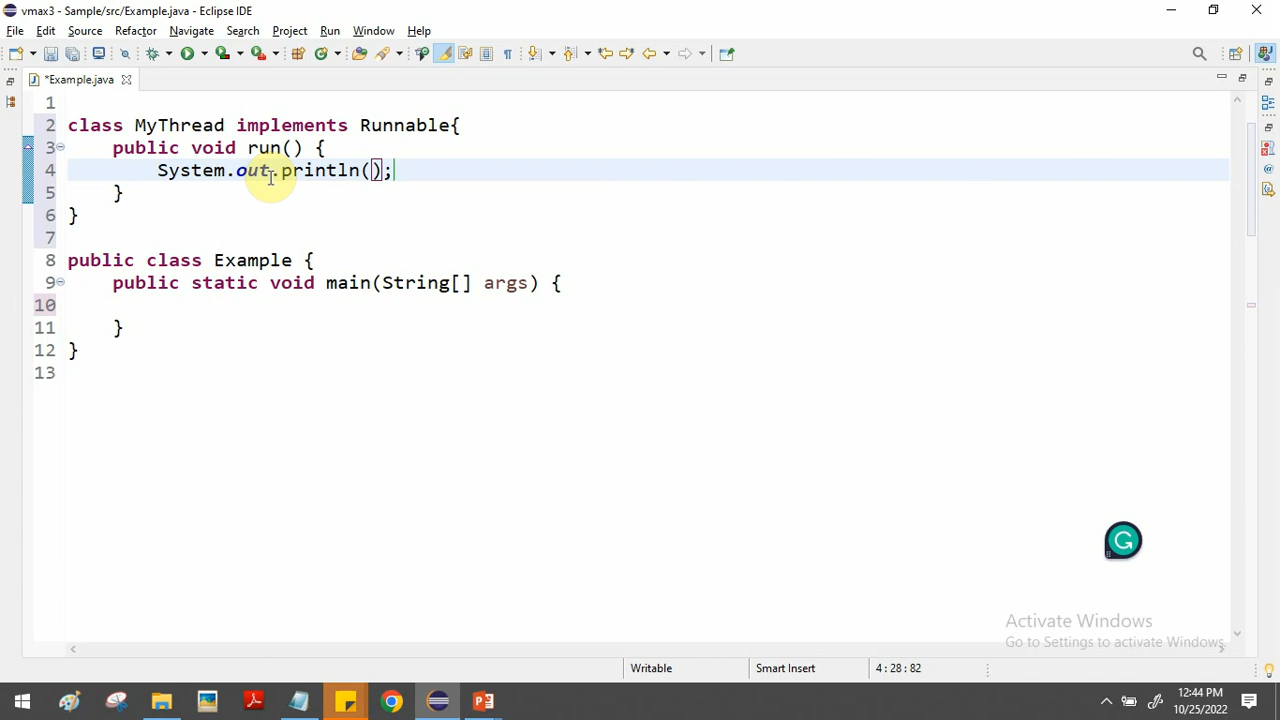 vmax3 - Sample/src/Example.java - Eclipse IDE
File Edit Source Refactor Navigate Search Project Run Window Help
*Example.java
1
2 class MyThread implements Runnable{
3 public void run() {
4 System.out.println();
5 }
6 }
7
8 public class Example {
9 public static void main(String[] args) {
10
11 }
12 }
13
Activate Windows
Go to Settings to activate Windows.
Writable Smart Insert 4 : 28 : 82
12:44 PM
10/25/2022